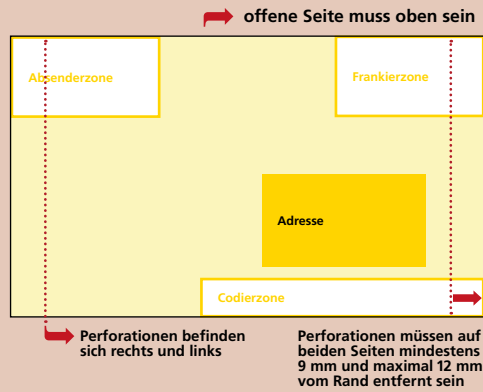 offene Seite muss oben sein
Absenderzone
Frankierzone
Adresse
Codierzone
Perforationen befinden
sich rechts und links
Perforationen müssen auf
beiden Seiten mindestens
9 mm und maximal 12 mm
vom Rand entfernt sein